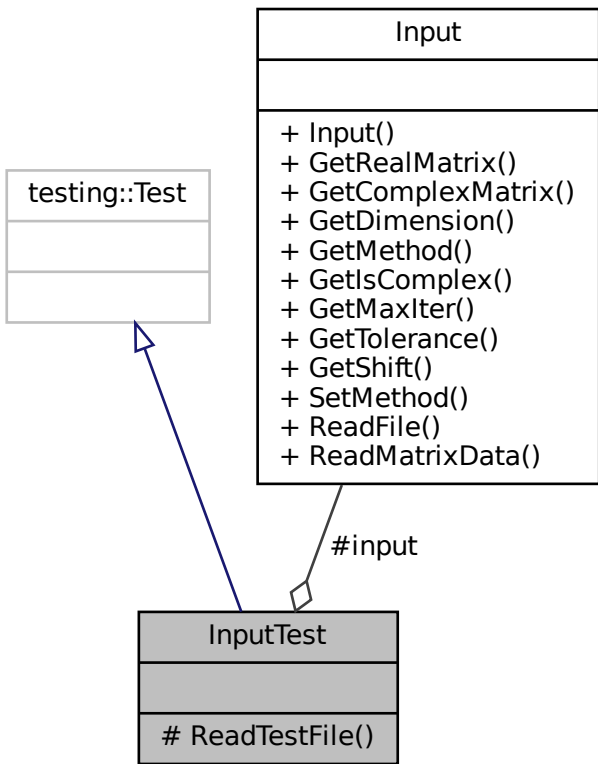 Input
+ Input()
+ GetRealMatrix()
+ GetComplexMatrix()
+ GetDimension()
+ GetMethod()
+ GetIsComplex()
+ GetMaxIter()
+ GetTolerance()
+ GetShift()
+ SetMethod()
+ ReadFile()
+ ReadMatrixData()
testing::Test
#input
InputTest
# ReadTestFile()